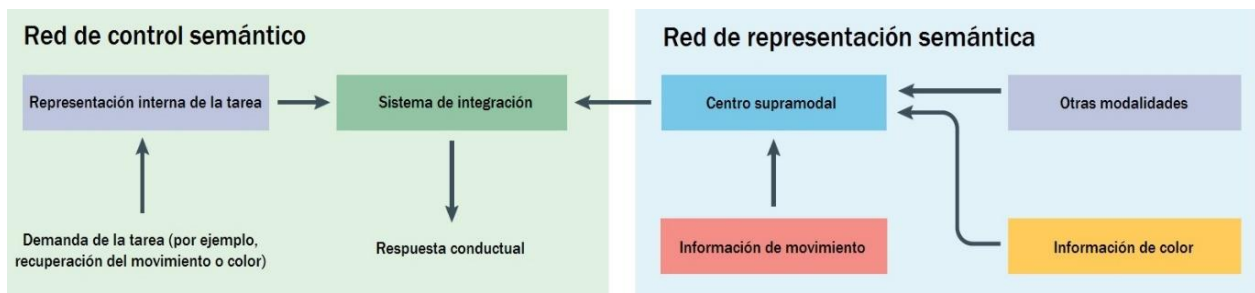 Red de control semántico
Representación interna de la tarea
Sistema de integración
Demanda de la tarea (por ejemplo,
recuperación del movimiento o color)
Respuesta conductual
Red de representación semántica
Centro supramodal
Otras modalidades
Información de movimiento
Información de color